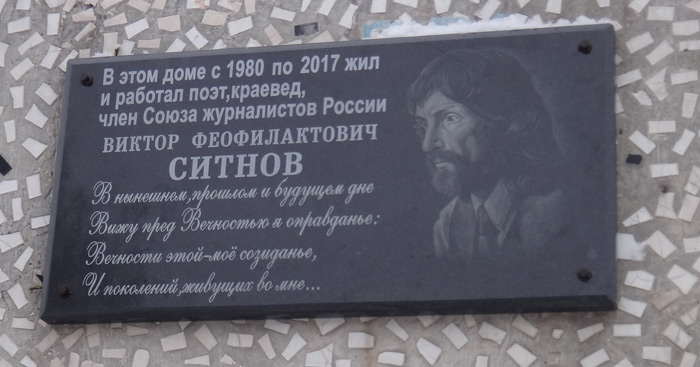 В этом доме с 1980 по 2017 жил
и работал поэт,краевед,
член Союза журналистов России
ВИКТОР ФЕОФИЛАКТОВИЧ
СИТНОВ
В нынешнем,прошлом и будущем дне
Вижу пред Вечностью я оправданье:
Вечности этой-моё созиданье,
И поколений,живущих во мне...